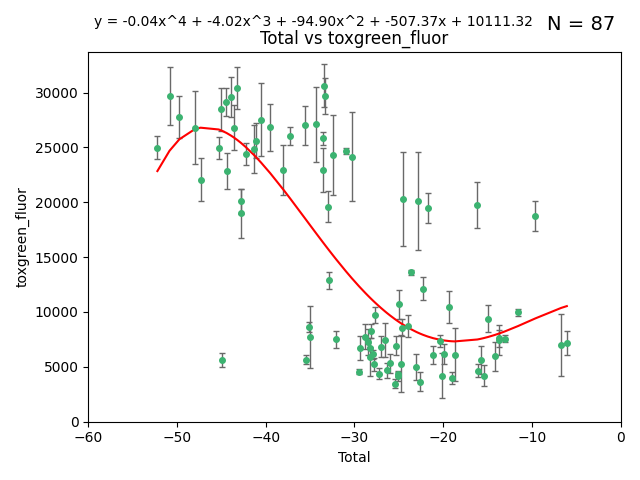 y = -0.04x^4 + -4.02x^3 + -94.90x^2 + -507.37x + 10111.32
N = 87
Total vs toxgreen_fluor
toxgreen_fluor
30000
25000
20000
15000
10000
5000
0
−60
−50
−40
−30
−20
−10
0
Total